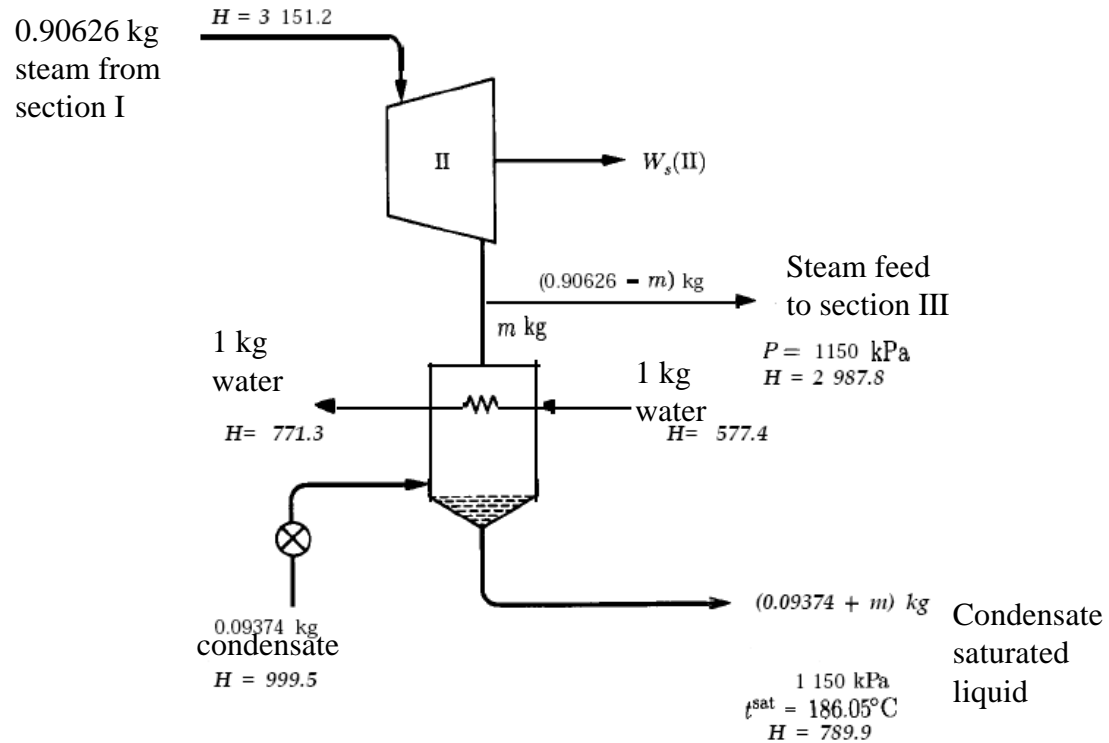 H = 3 151.2
0.90626 kg
steam from
section I
II
W_s(II)
(0.90626 - m) kg
Steam feed
to section III
m kg
P = 1150 kPa
H = 2 987.8
1 kg
water
1 kg
water
H= 771.3
H= 577.4
(0.09374 + m) kg
Condensate
saturated
liquid
0.09374 kg
condensate
H = 999.5
1 150 kPa
t^sat = 186.05°C
H = 789.9